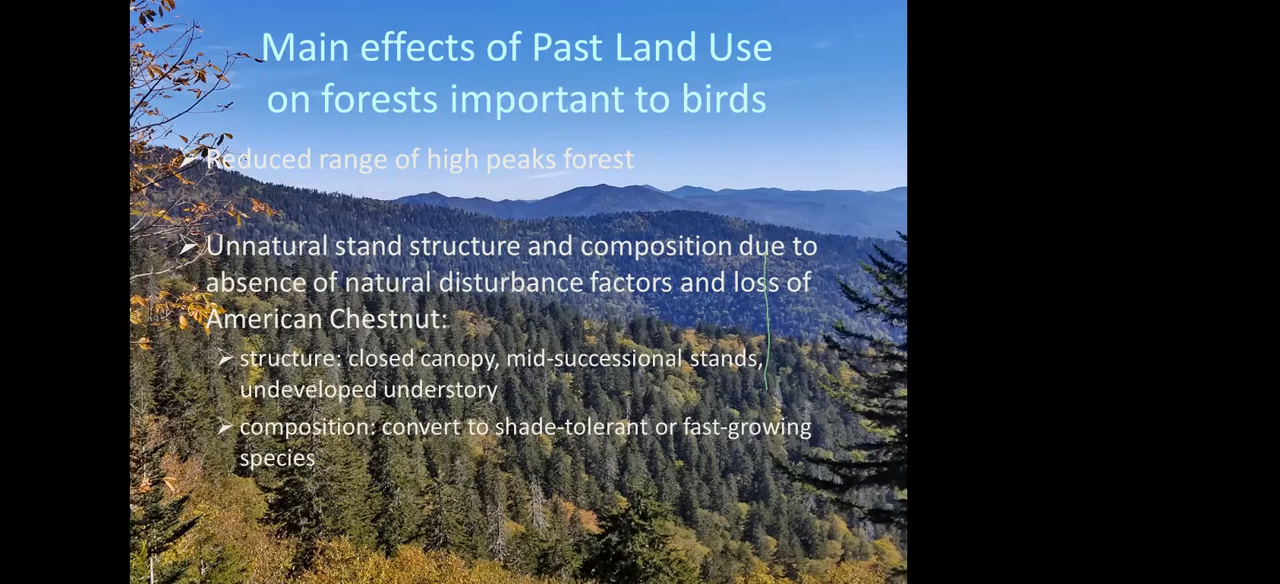 Main effects of Past Land Use
on forests important to birds
➢ Reduced range of high peaks forest
➢ Unnatural stand structure and composition due to
absence of natural disturbance factors and loss of
American Chestnut:
➢ structure: closed canopy, mid-successional stands,
undeveloped understory
➢ composition: convert to shade-tolerant or fast-growing
species